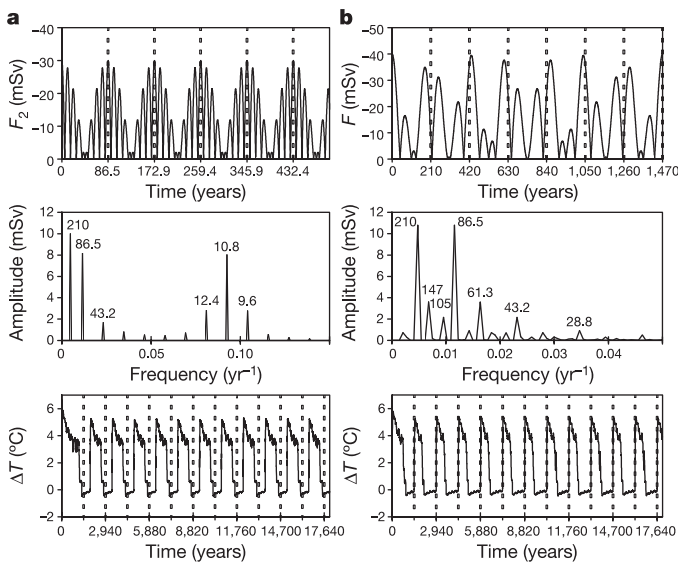 a
b
F₂ (mSv)
–40
–30
–20
–10
0
0 86.5 172.9 259.4 345.9 432.4
Time (years)
F (mSv)
–50
–40
–30
–20
–10
0
0 210 420 630 840 1,050 1,260 1,470
Time (years)
Amplitude (mSv)
12
10
8
6
4
2
0
210
86.5
43.2
12.4
10.8
9.6
0 0.05 0.10
Frequency (yr⁻¹)
Amplitude (mSv)
12
10
8
6
4
2
0
210
147
105
86.5
61.3
43.2
28.8
0 0.01 0.02 0.03 0.04
Frequency (yr⁻¹)
ΔT (°C)
6
4
2
0
–2
0 2,940 5,880 8,820 11,760 14,700 17,640
Time (years)
ΔT (°C)
6
4
2
0
–2
0 2,940 5,880 8,820 11,760 14,700 17,640
Time (years)